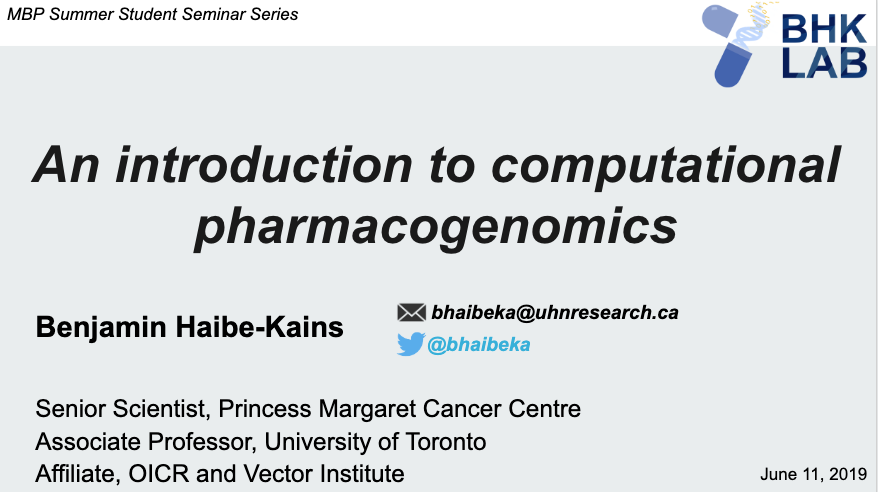 MBP Summer Student Seminar Series
BHK
LAB
An introduction to computational
pharmacogenomics
Benjamin Haibe-Kains
bhaibeka@uhnresearch.ca
@bhaibeka
Senior Scientist, Princess Margaret Cancer Centre
Associate Professor, University of Toronto
Affiliate, OICR and Vector Institute
June 11, 2019